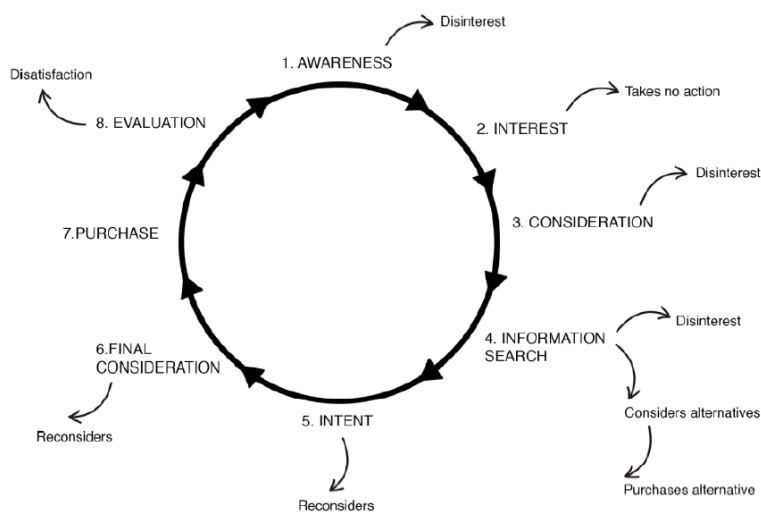 Disinterest
1. AWARENESS
Disatisfaction
Takes no action
8. EVALUATION
2. INTEREST
Disinterest
3. CONSIDERATION
7.PURCHASE
Disinterest
4. INFORMATION
SEARCH
6.FINAL
CONSIDERATION
Considers alternatives
5. INTENT
Reconsiders
Purchases alternative
Reconsiders